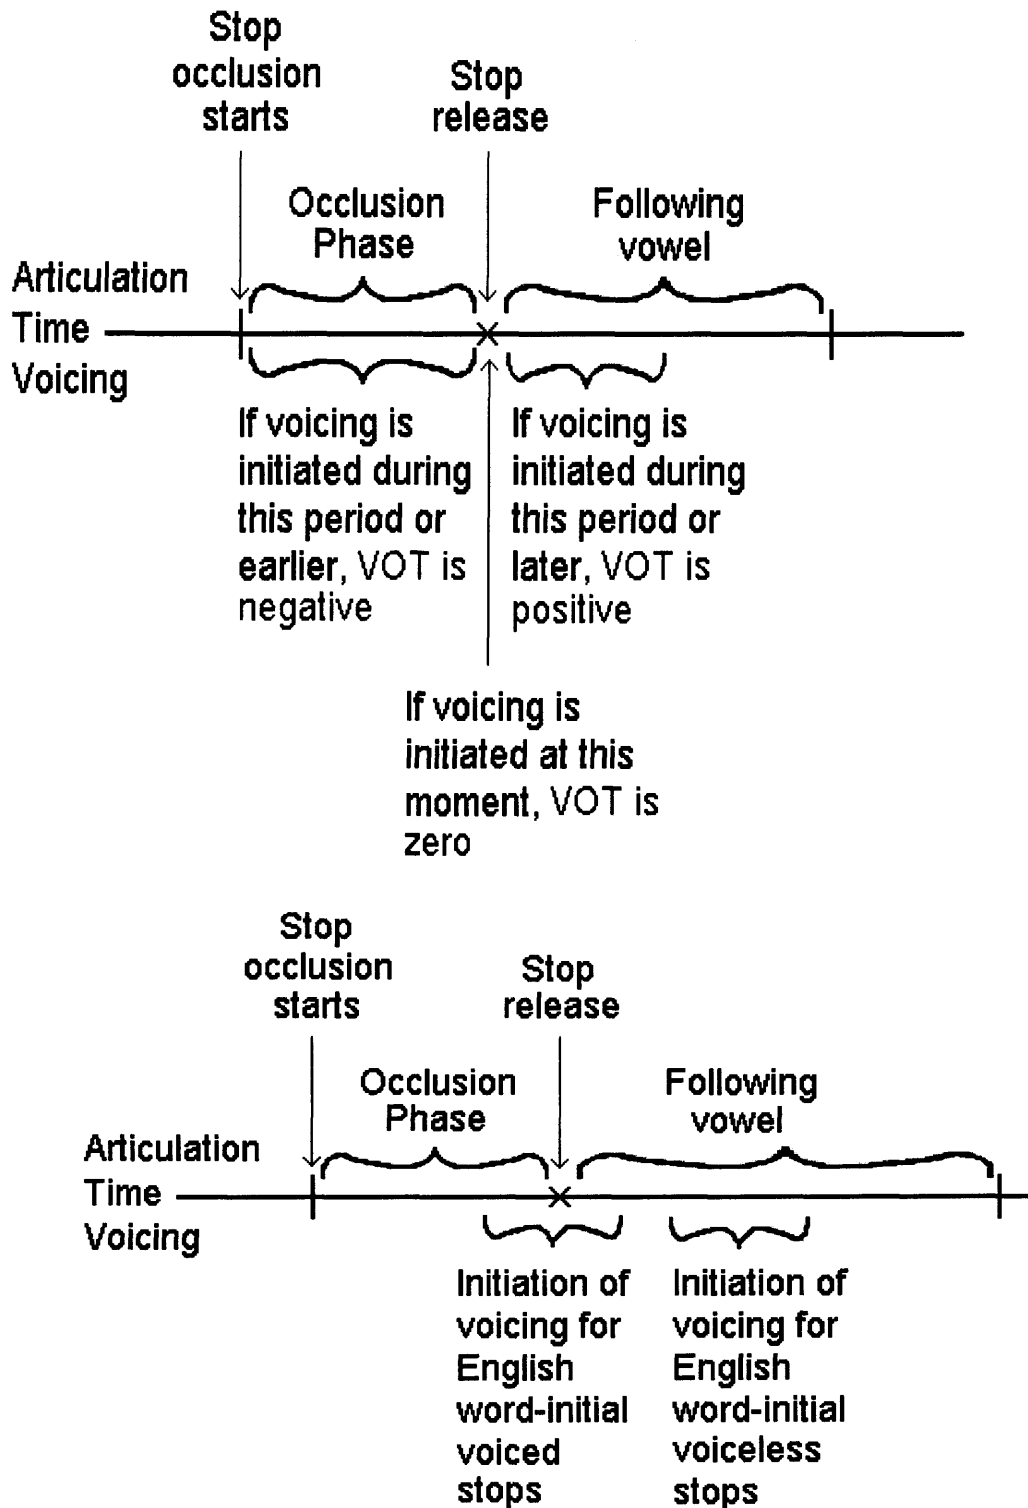 Stop
occlusion
starts
Stop
release
Occlusion
Phase
Following
vowel
Articulation
Time
Voicing
If voicing is
initiated during
this period or
earlier, VOT is
negative
If voicing is
initiated during
this period or
later, VOT is
positive
If voicing is
initiated at this
moment, VOT is
zero
Stop
occlusion
starts
Stop
release
Occlusion
Phase
Following
vowel
Articulation
Time
Voicing
Initiation of
voicing for
English
word-initial
voiced
stops
Initiation of
voicing for
English
word-initial
voiceless
stops